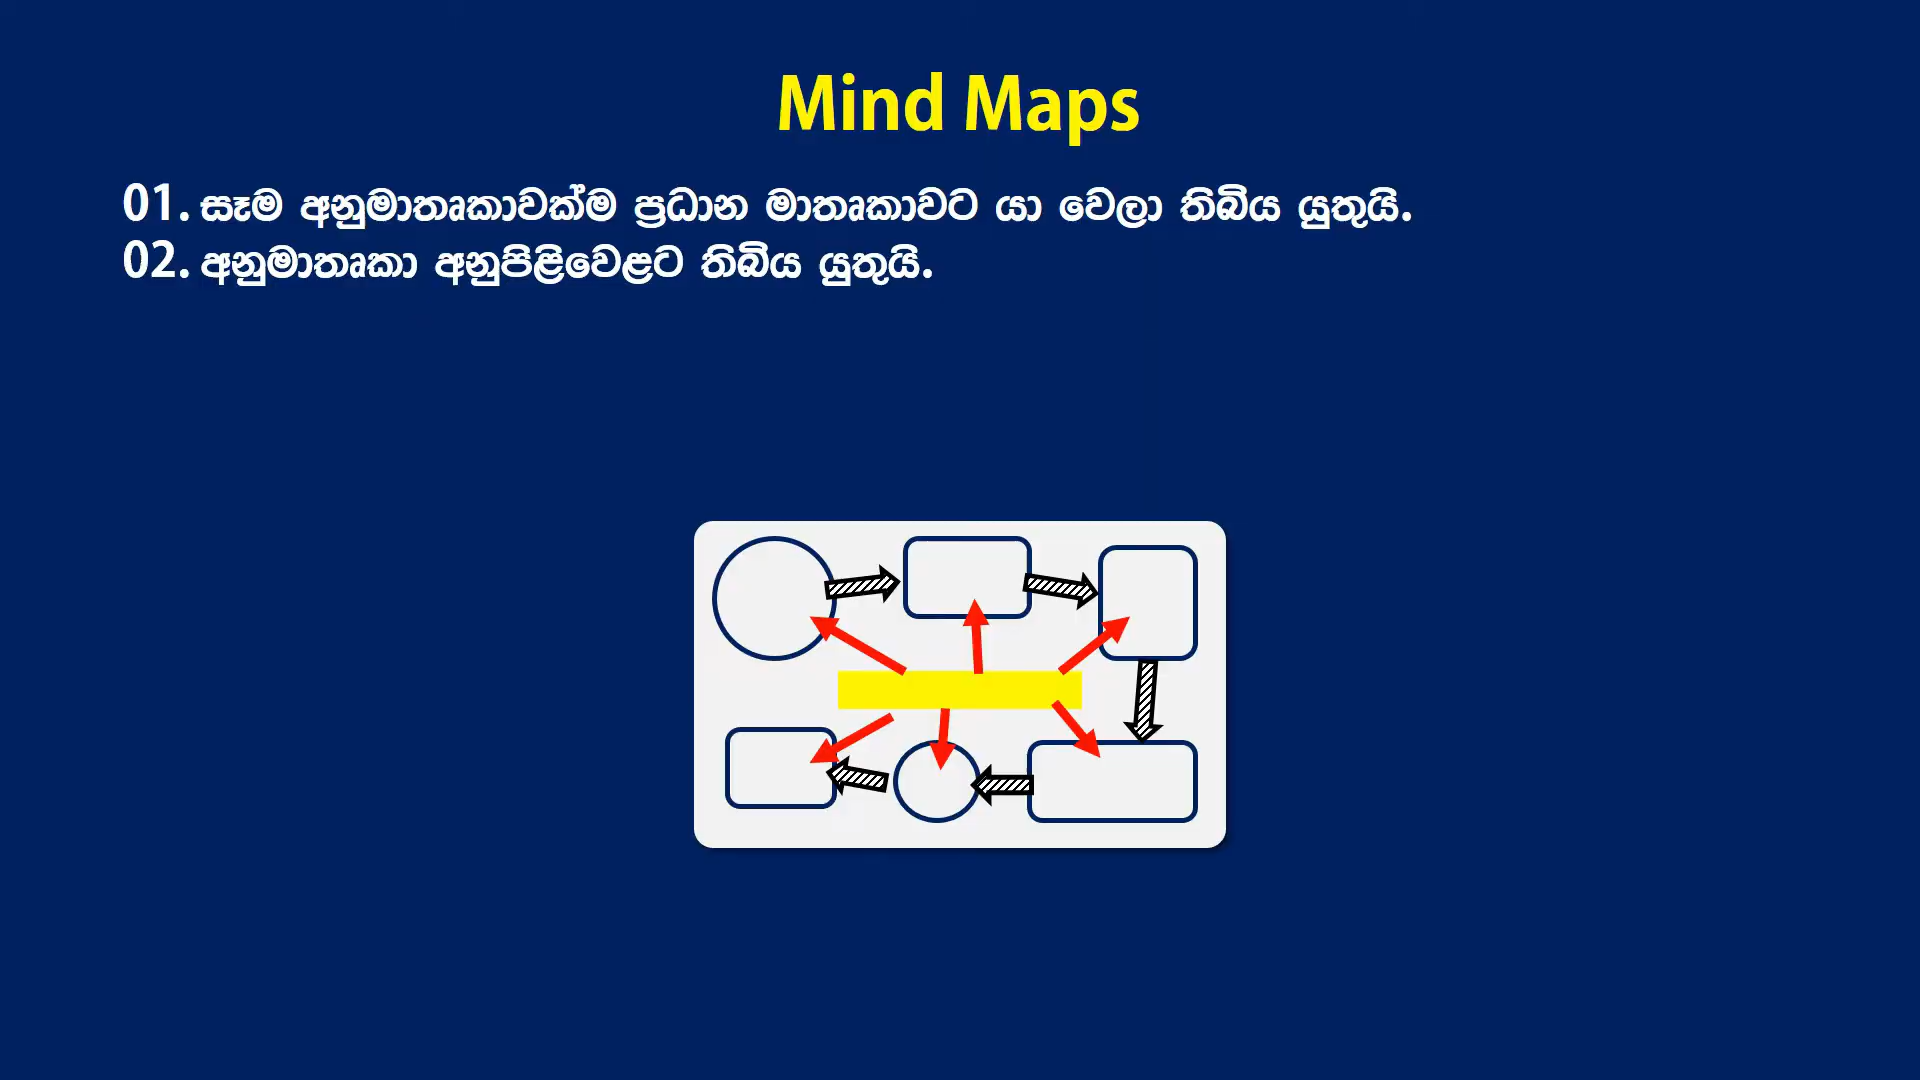 Mind Maps
01. සෑම අනුමාතෘකාවක්ම ප්‍රධාන මාතෘකාවට යා වෙලා තිබිය යුතුයි.
02. අනුමාතෘකා අනුපිළිවෙළට තිබිය යුතුයි.